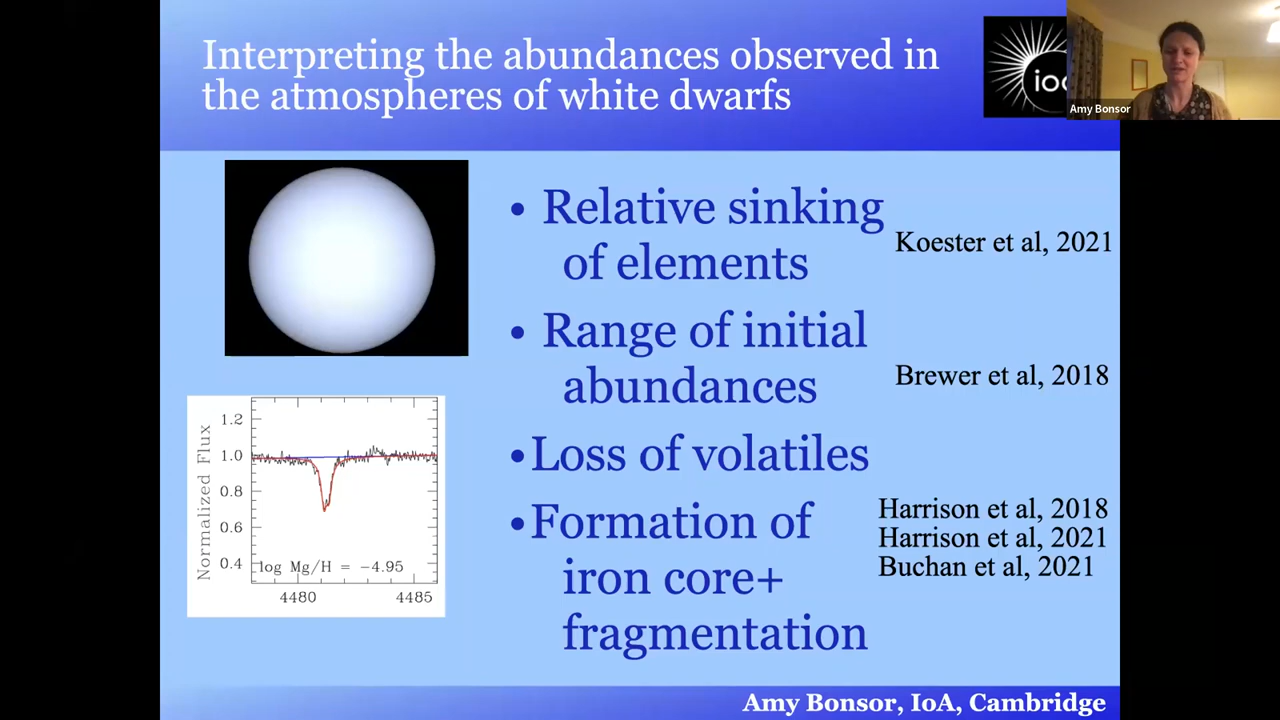 Interpreting the abundances observed in
the atmospheres of white dwarfs
Amy Bonsor
• Relative sinking
of elements
Koester et al, 2021
• Range of initial
abundances
Brewer et al, 2018
•Loss of volatiles
•Formation of
iron core+
fragmentation
Harrison et al, 2018
Harrison et al, 2021
Buchan et al, 2021
Normalized Flux
1.2
1.0
0.8
0.6
0.4
log Mg/H = −4.95
4480 4485
Amy Bonsor, IoA, Cambridge